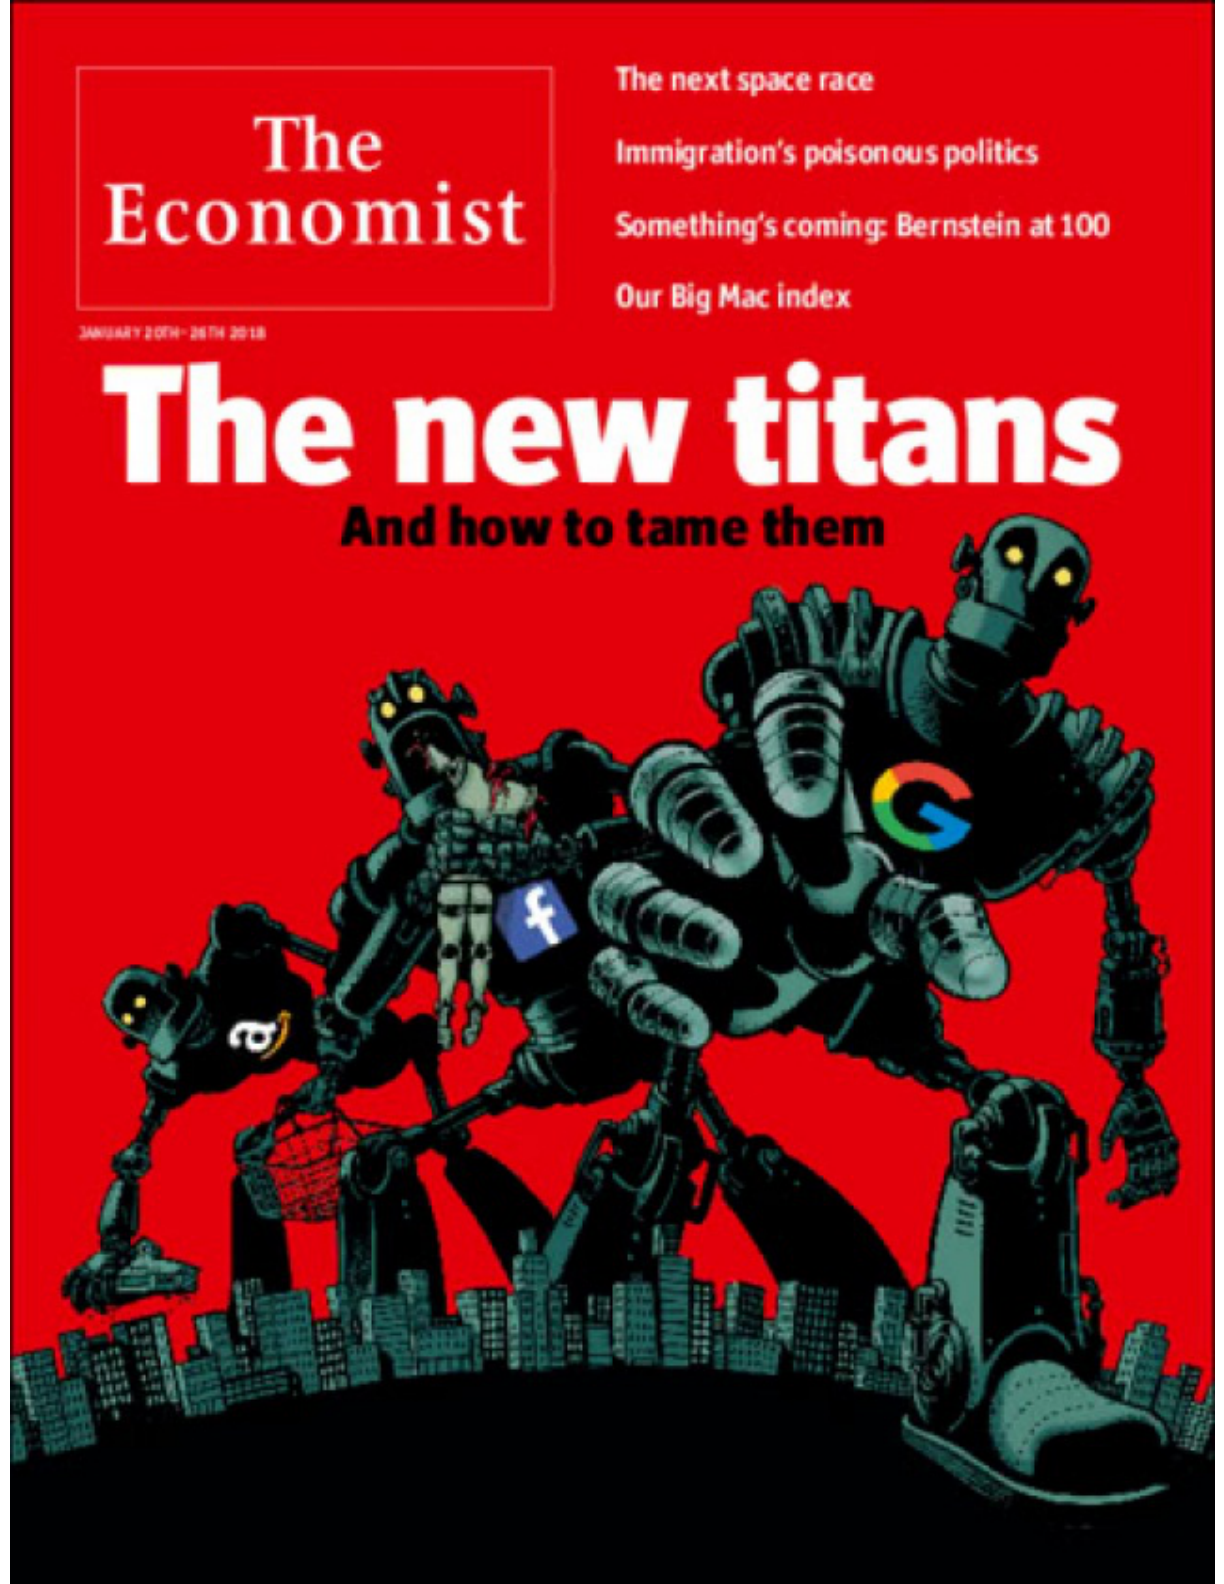 The
Economist
JANUARY 20TH-26TH 2018
The next space race
Immigration's poisonous politics
Something's coming: Bernstein at 100
Our Big Mac index
The new titans
And how to tame them
G
f
a